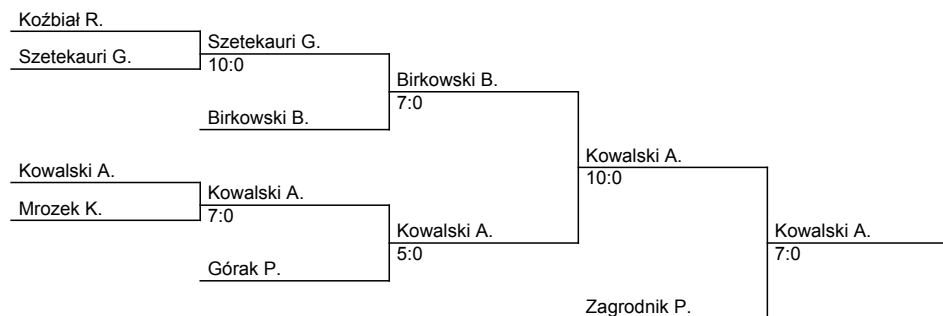 Koźbiał R.
Szetekauri G.
Szetekauri G.
10:0
Birkowski B.
Birkowski B.
7:0
Kowalski A.
Mrozek K.
Kowalski A.
7:0
Górak P.
Kowalski A.
5:0
Kowalski A.
10:0
Zagrodnik P.
Kowalski A.
7:0